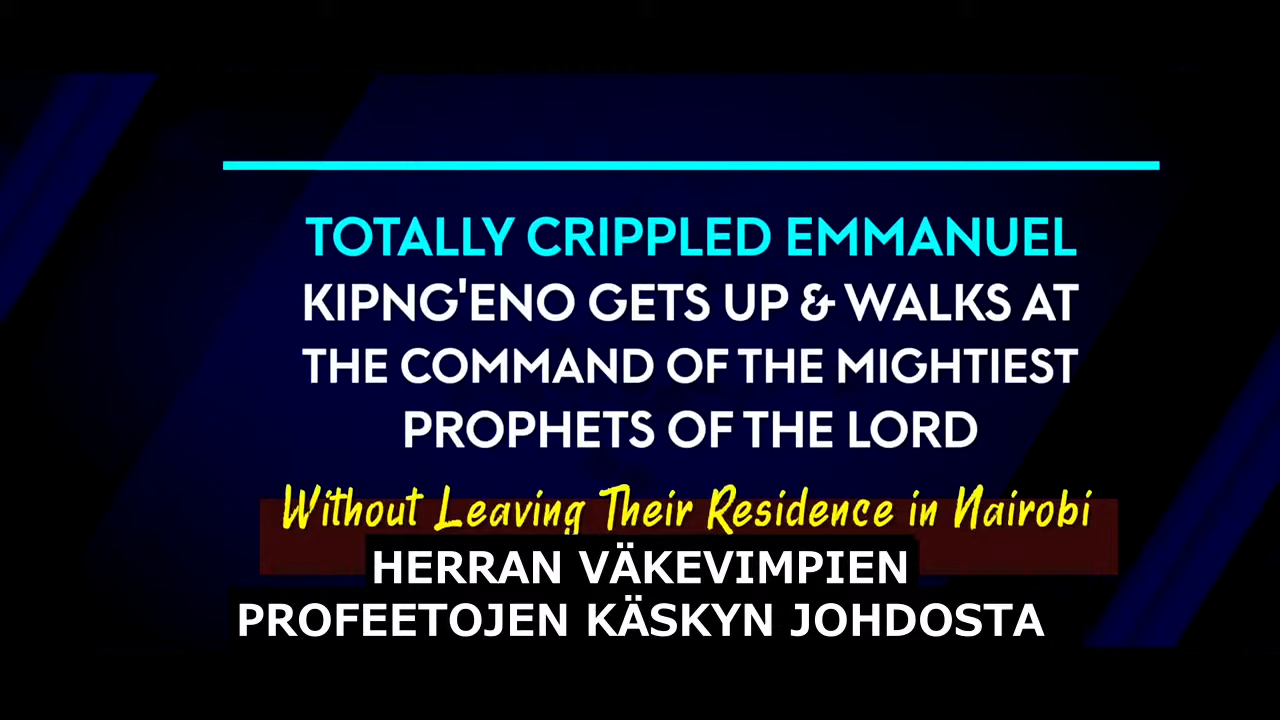 TOTALLY CRIPPLED EMMANUEL
KIPNG'ENO GETS UP & WALKS AT
THE COMMAND OF THE MIGHTIEST
PROPHETS OF THE LORD
Without Leaving Their Residence in Nairobi
HERRAN VÄKEVIMPIEN
PROFEETOJEN KÄSKYN JOHDOSTA